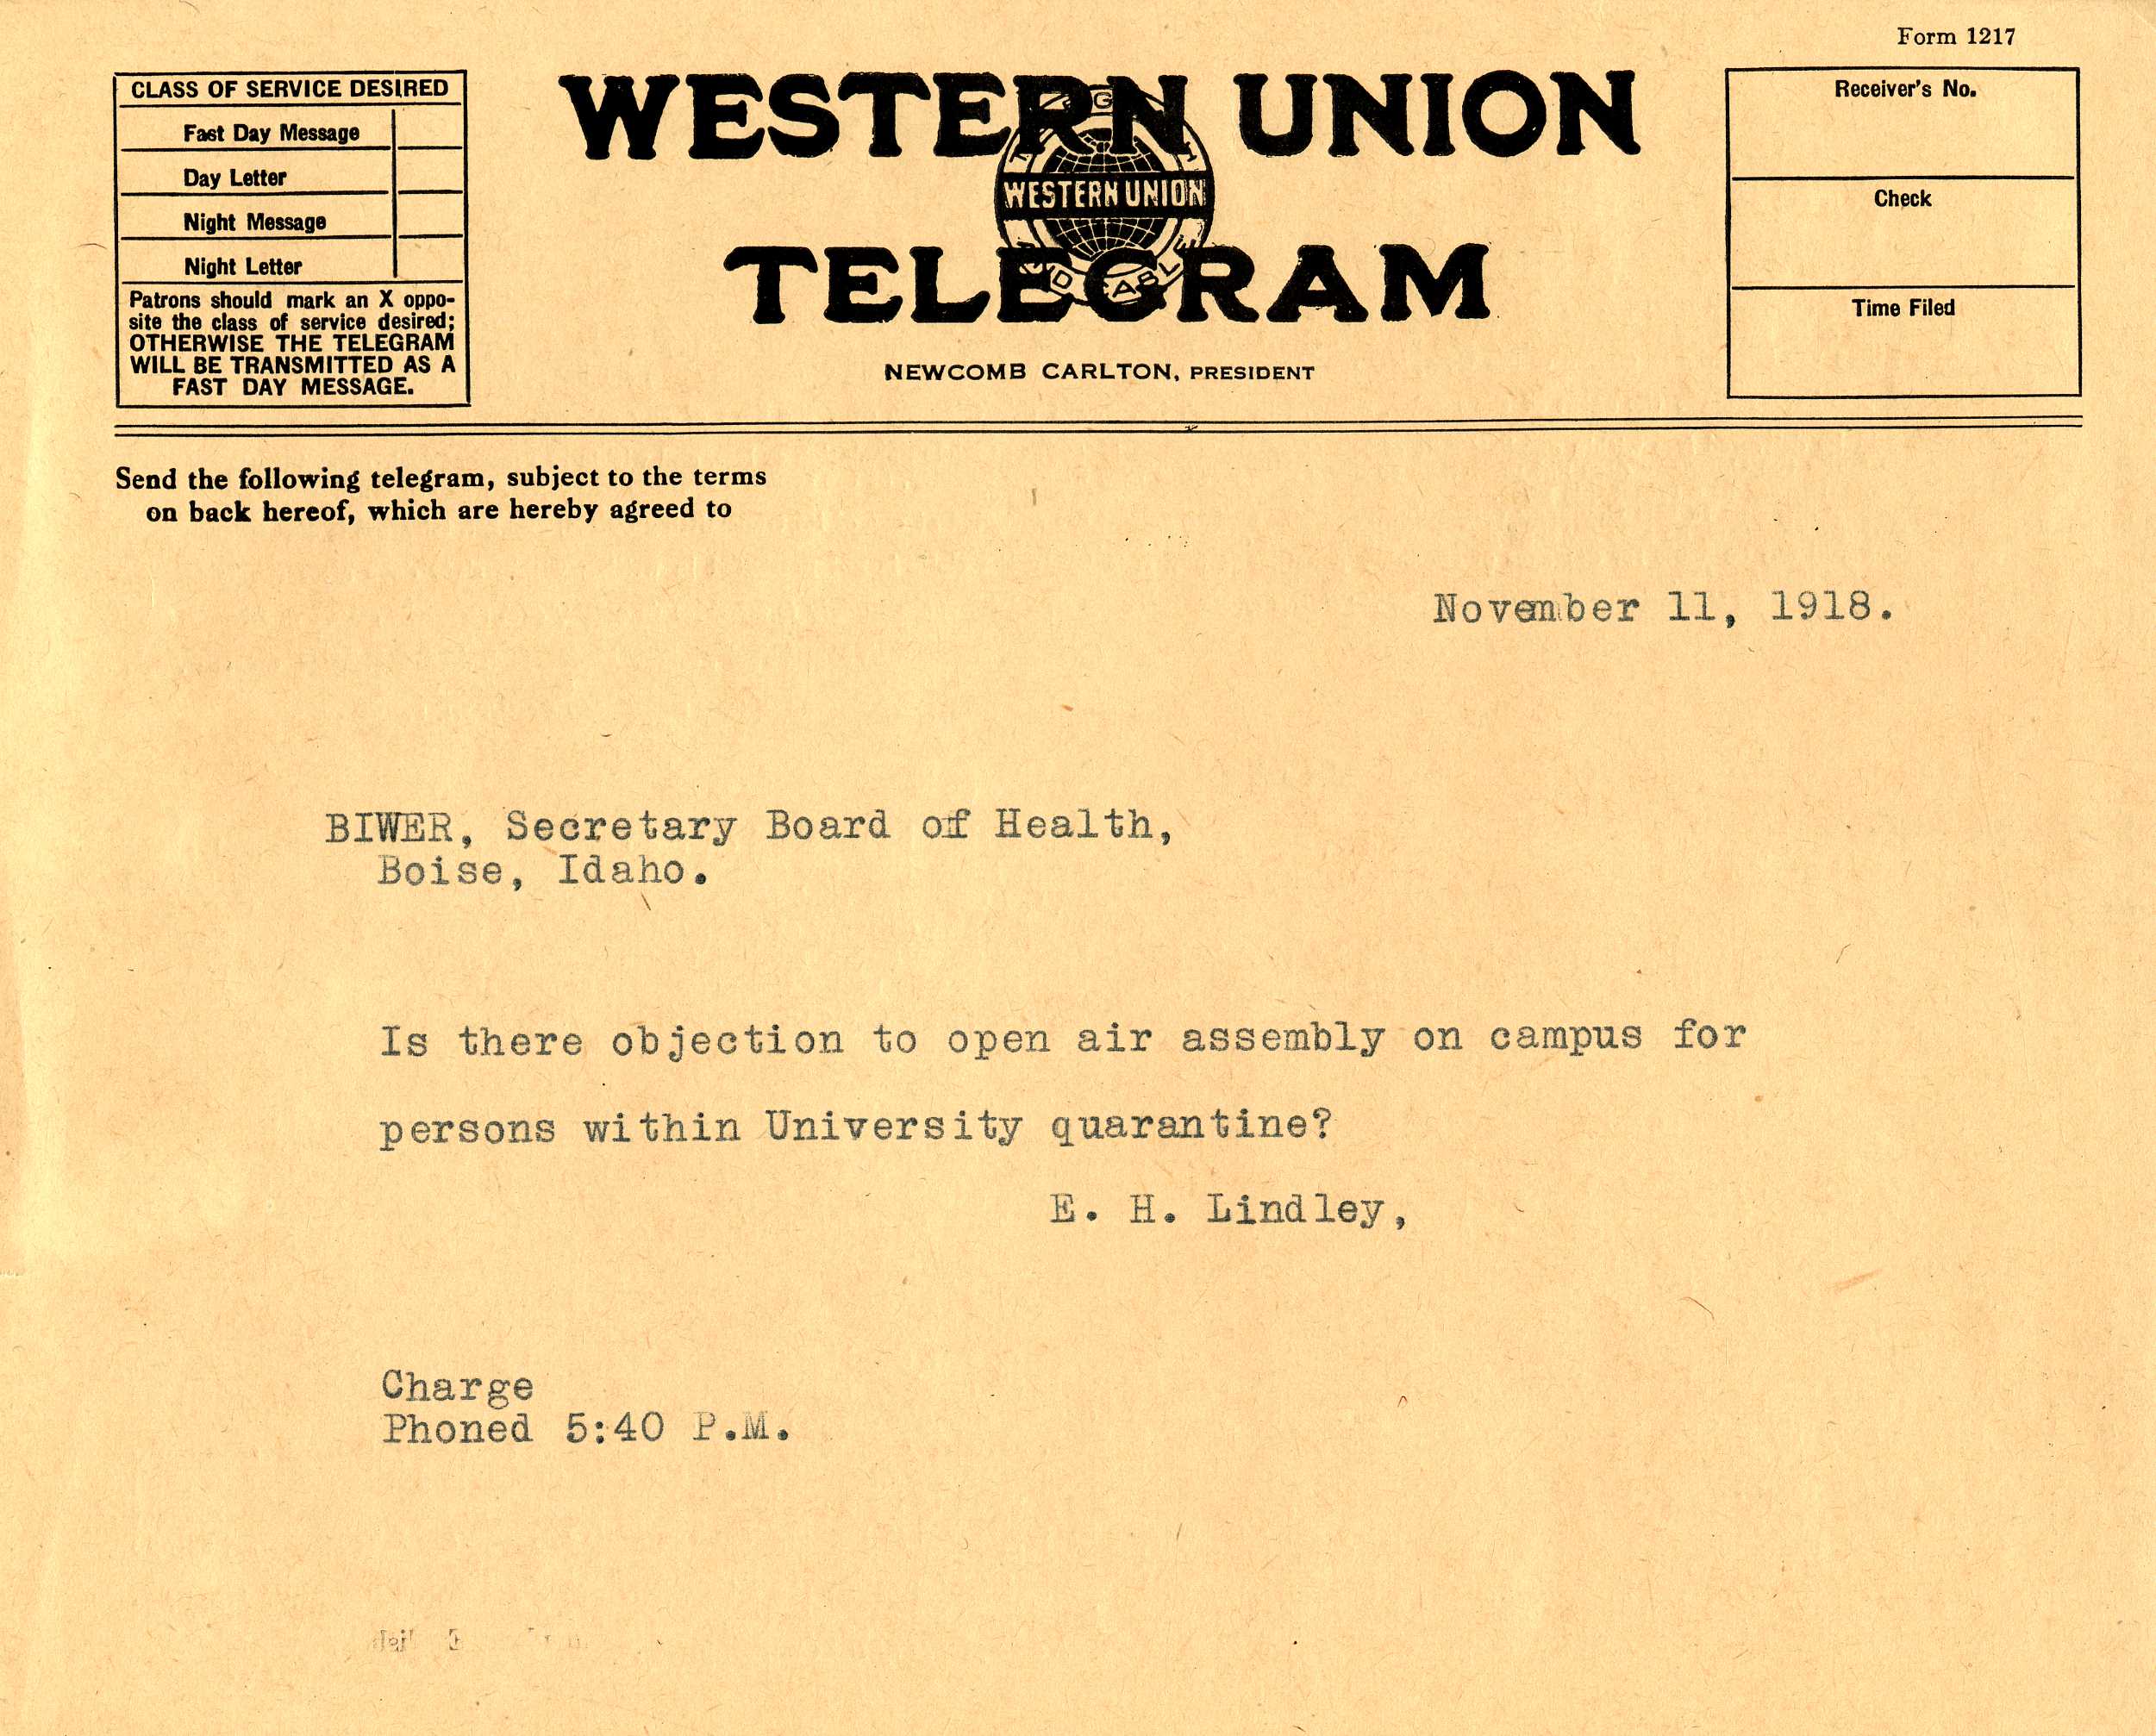 Form 1217
CLASS OF SERVICE DESIRED
Fast Day Message
Day Letter
Night Message
Night Letter
Patrons should mark an X oppo-
site the class of service desired;
OTHERWISE THE TELEGRAM
WILL BE TRANSMITTED AS A
FAST DAY MESSAGE.
WESTERN UNION
WESTERN UNION
TELEGRAM
NEWCOMB CARLTON, PRESIDENT
Receiver's No.
Check
Time Filed
Send the following telegram, subject to the terms
on back hereof, which are hereby agreed to
November 11, 1918.
BIWER, Secretary Board of Health,
Boise, Idaho.
Is there objection to open air assembly on campus for
persons within University quarantine?
E. H. Lindley,
Charge
Phoned 5:40 P.M.